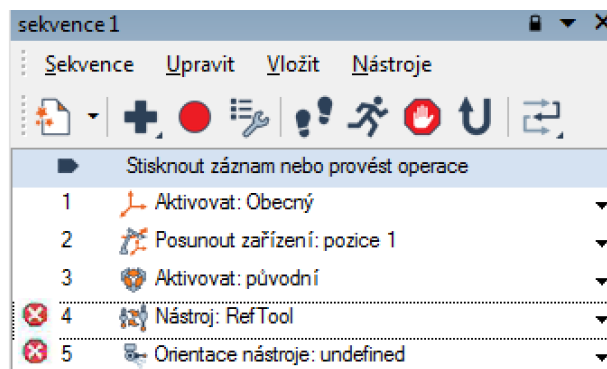 sekvence 1
Sekvence Upravit Vložit Nástroje
Stisknout záznam nebo provést operace
1 Aktivovat: Obecný
2 Posunout zařízení: pozice 1
3 Aktivovat: původní
4 Nástroj: RefTool
5 Orientace nástroje: undefined